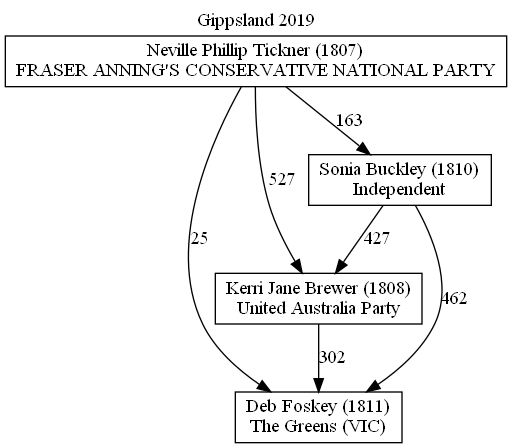 Gippsland 2019
Neville Phillip Tickner (1807)
FRASER ANNING'S CONSERVATIVE NATIONAL PARTY
163
Sonia Buckley (1810)
Independent
527
25
427
Kerri Jane Brewer (1808)
United Australia Party
462
302
Deb Foskey (1811)
The Greens (VIC)